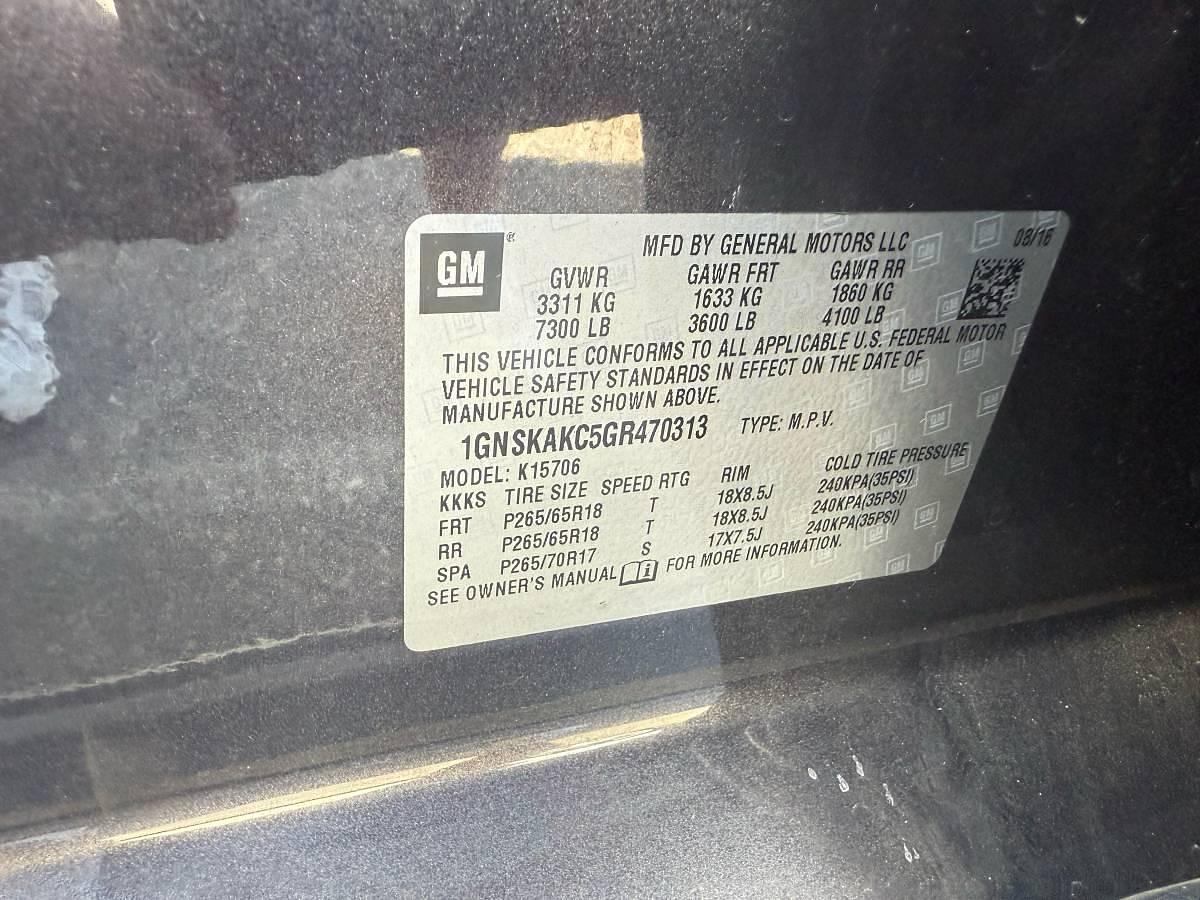 GM ®
MFD BY GENERAL MOTORS LLC 08/16
GVWR GAWR FRT GAWR RR
3311 KG 1633 KG 1860 KG
7300 LB 3600 LB 4100 LB
THIS VEHICLE CONFORMS TO ALL APPLICABLE U.S. FEDERAL MOTOR
VEHICLE SAFETY STANDARDS IN EFFECT ON THE DATE OF
MANUFACTURE SHOWN ABOVE.
1GNSKAKC5GR470313 TYPE: M.P.V.
MODEL: K15706
KKKS TIRE SIZE SPEED RTG RIM COLD TIRE PRESSURE
FRT P265/65R18 T 18X8.5J 240KPA(35PSI)
RR P265/65R18 T 18X8.5J 240KPA(35PSI)
SPA P265/70R17 S 17X7.5J 240KPA(35PSI)
SEE OWNER'S MANUAL FOR MORE INFORMATION.